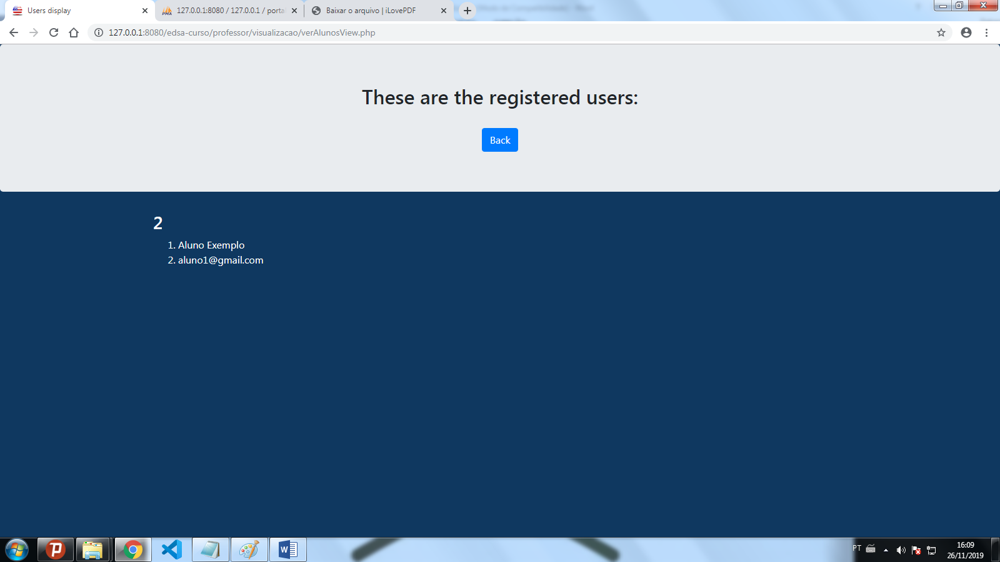 Users display
127.0.0.1:8080 / 127.0.0.1 / porta
Baixar o arquivo | iLovePDF
127.0.0.1:8080/edsa-curso/professor/visualizacao/verAlunosView.php
These are the registered users:
Back
2
1. Aluno Exemplo
2. aluno1@gmail.com
PT
16:09
26/11/2019